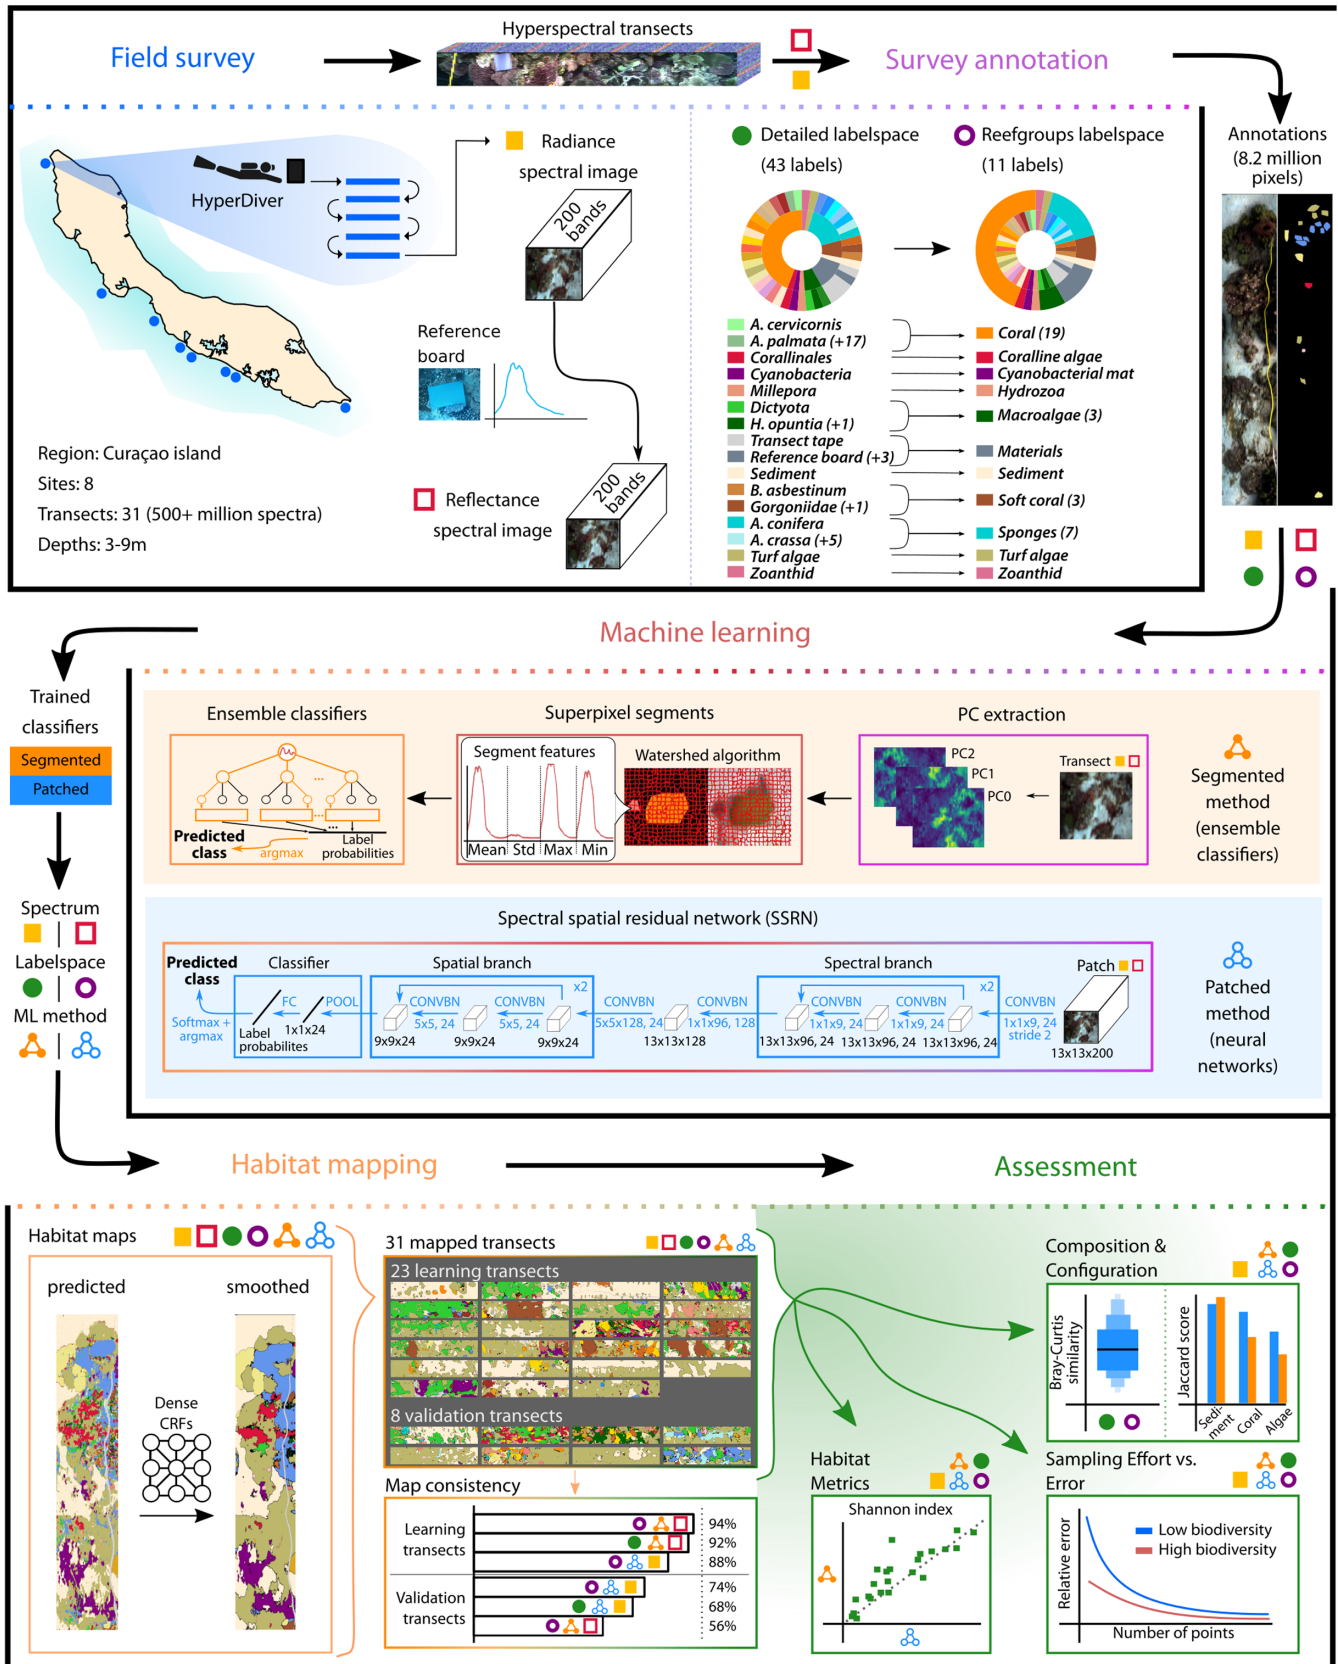 Field survey
Hyperspectral transects
Survey annotation
HyperDiver
Radiance
spectral image
200
bands
Reference
board
200
bands
Reflectance
spectral image
Region: Curaçao island
Sites: 8
Transects: 31 (500+ million spectra)
Depths: 3-9m
Detailed labelspace
(43 labels)
Reefgroups labelspace
(11 labels)
A. cervicornis
A. palmata (+17)
Corallinales
Cyanobacteria
Millepora
Dictyota
H. opuntia (+1)
Transect tape
Reference board (+3)
Sediment
B. asbestinum
Gorgoniidae (+1)
A. conifera
A. crassa (+5)
Turf algae
Zoanthid
Coral (19)
Coralline algae
Cyanobacterial mat
Hydrozoa
Macroalgae (3)
Materials
Sediment
Soft coral (3)
Sponges (7)
Turf algae
Zoanthid
Annotations
(8.2 million
pixels)
Machine learning
Trained
classifiers
Segmented
Patched
Spectrum
Labelspace
ML method
Ensemble classifiers
Predicted
class
argmax
...
...
...
Label
probabilities
Superpixel segments
Segment features
Mean
Std
Max
Min
Watershed algorithm
PC extraction
PC2
PC1
PC0
Transect
Segmented
method
(ensemble
classifiers)
Spectral spatial residual network (SSRN)
Predicted
class
Softmax +
argmax
Classifier
FC
POOL
Label
probabilites
1x1x24
Spatial branch
x2
CONVBN
5x5, 24
CONVBN
5x5, 24
9x9x24
9x9x24
9x9x24
CONVBN
5x5x128, 24
CONVBN
1x1x96, 128
13x13x128
Spectral branch
x2
CONVBN
1x1x9, 24
CONVBN
1x1x9, 24
13x13x96, 24
13x13x96, 24
13x13x96, 24
CONVBN
1x1x9, 24
stride 2
Patch
13x13x200
Patched
method
(neural
networks)
Habitat mapping
Assessment
Habitat maps
predicted
smoothed
Dense
CRFs
31 mapped transects
23 learning transects
8 validation transects
Map consistency
Learning
transects
94%
92%
88%
Validation
transects
74%
68%
56%
Habitat
Metrics
Shannon index
Composition &
Configuration
Bray-Curtis
similarity
Jaccard score
Sedi-
ment
Coral
Algae
Sampling Effort vs.
Error
Relative error
Low biodiversity
High biodiversity
Number of points